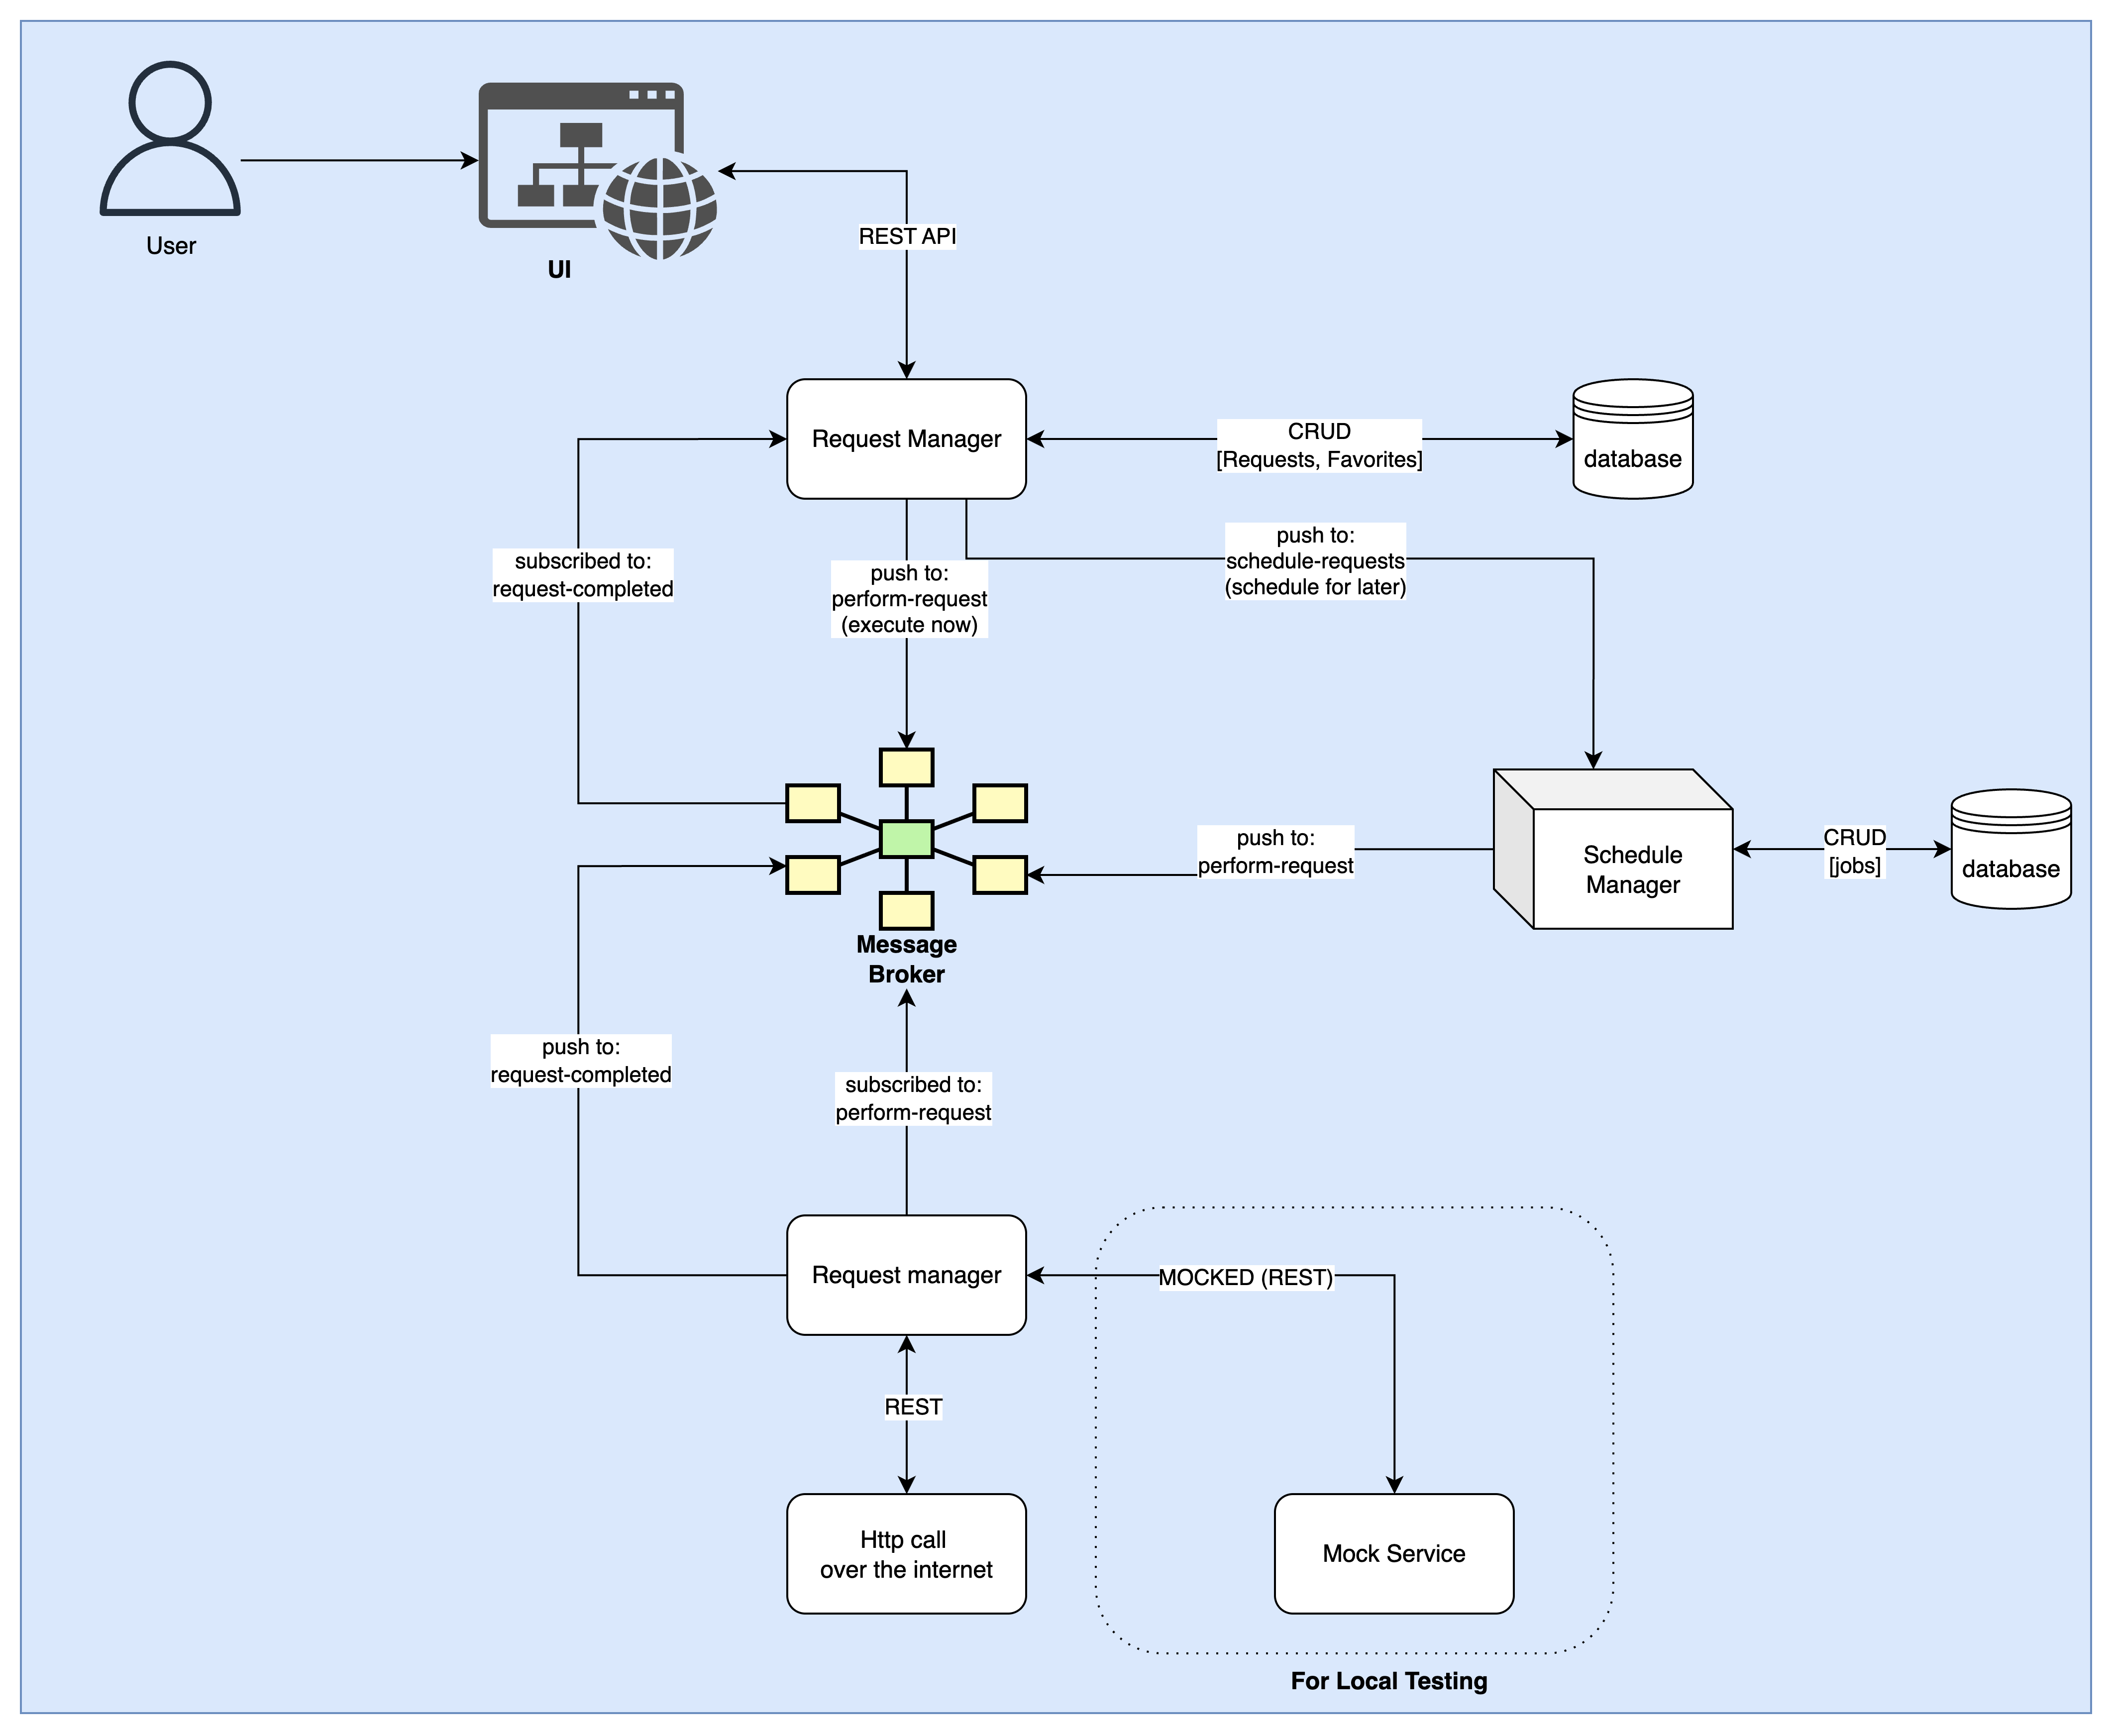 User
UI
REST API
Request Manager
CRUD
[Requests, Favorites]
database
subscribed to:
request-completed
push to:
perform-request
(execute now)
push to:
schedule-requests
(schedule for later)
Message
Broker
push to:
perform-request
Schedule
Manager
CRUD
[jobs]
database
push to:
request-completed
subscribed to:
perform-request
Request manager
MOCKED (REST)
REST
Http call
over the internet
Mock Service
For Local Testing